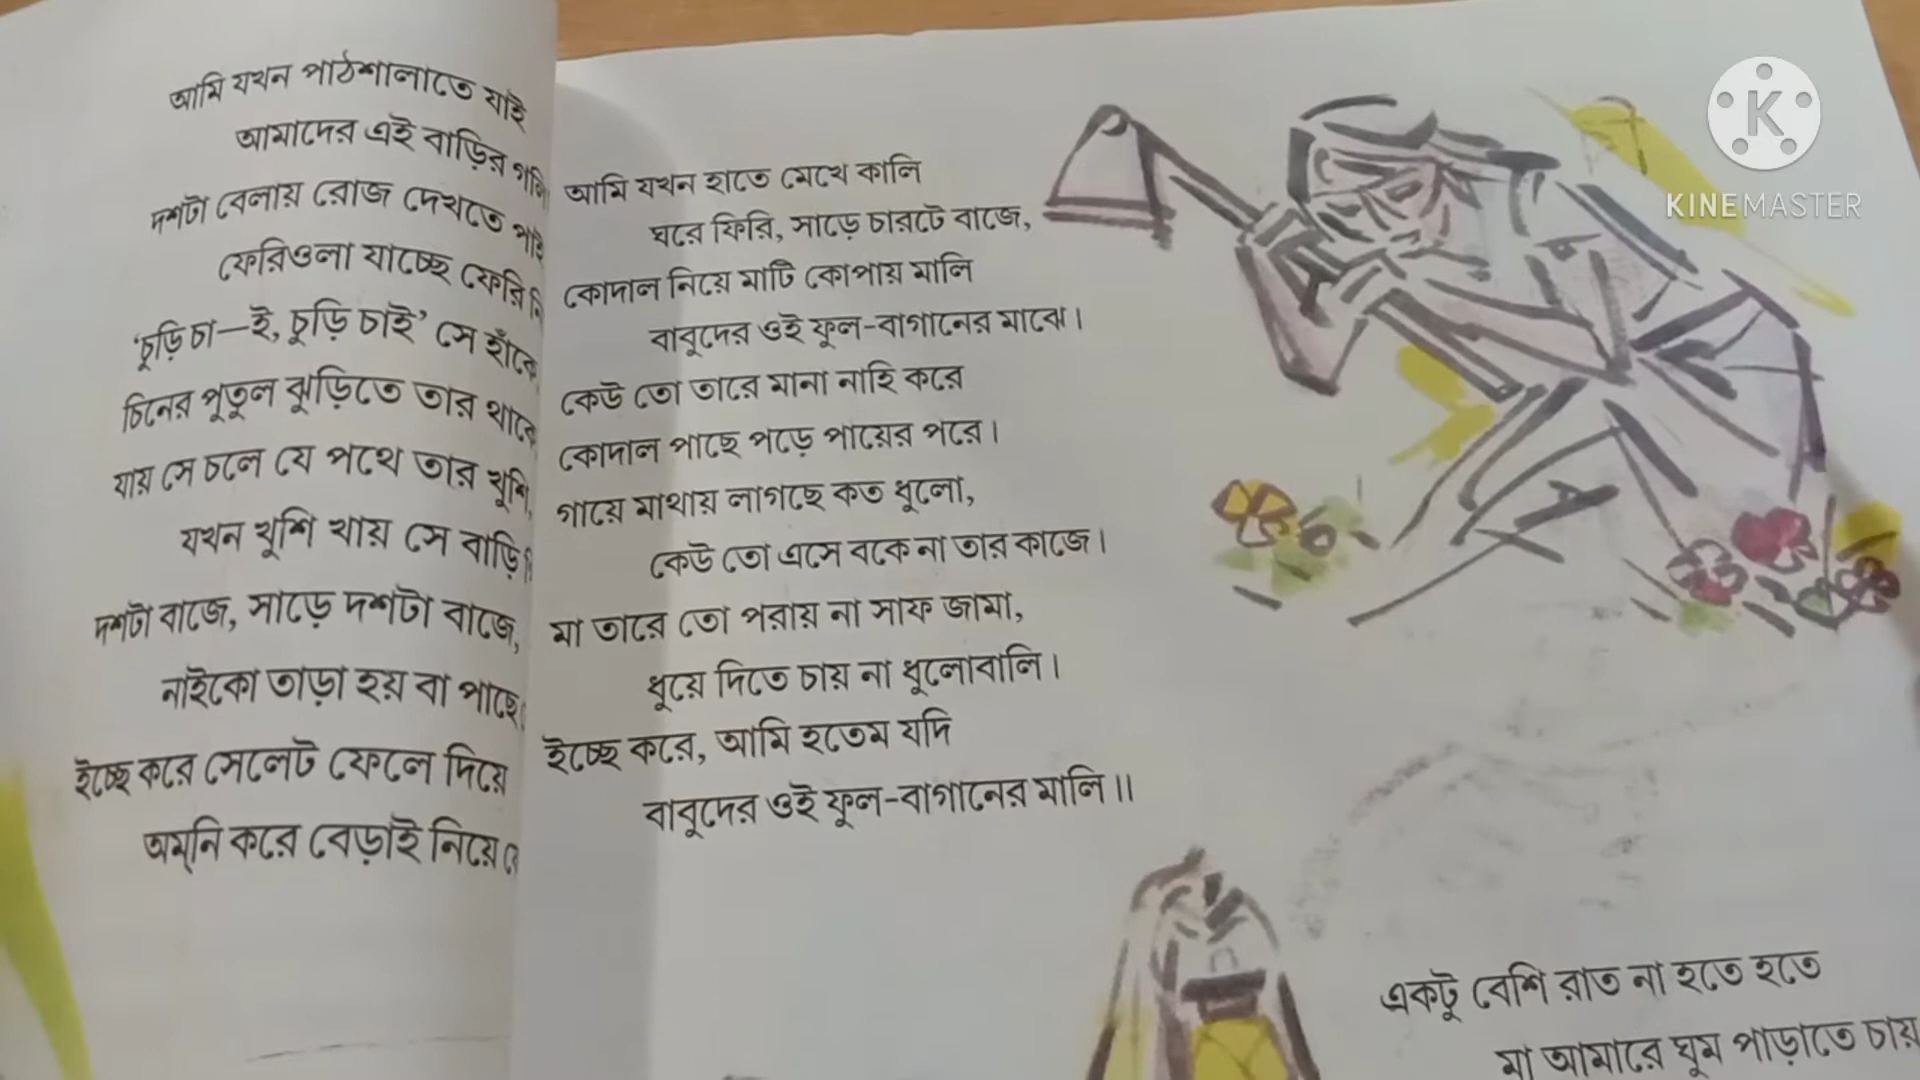 আমি যখন পাঠশালাতে যাই
আমাদের এই বাড়ির
দশটা বেলায় রোজ দেখতে পাই
ফেরিওলা যাচ্ছে ফেরি
‘চুড়ি চা—ই, চুড়ি চাই’ সে হাঁকে
চিনের পুতুল ঝুড়িতে তার থাকে
যায় সে চলে যে পথে তার খুশি,
যখন খুশি খায় সে বাড়ি
দশটা বাজে, সাড়ে দশটা বাজে,
নাইকো তাড়া হয় বা পাছে
ইচ্ছে করে সেলেট ফেলে দিয়ে
অম্‌নি করে বেড়াই নিয়ে
আমি যখন হাতে মেখে কালি
ঘরে ফিরি, সাড়ে চারটে বাজে,
কোদাল নিয়ে মাটি কোপায় মালি
বাবুদের ওই ফুল-বাগানের মাঝে।
কেউ তো তারে মানা নাহি করে
কোদাল পাছে পড়ে পায়ের পরে।
গায়ে মাথায় লাগছে কত ধুলো,
কেউ তো এসে বকে না তার কাজে।
মা তারে তো পরায় না সাফ জামা,
ধুয়ে দিতে চায় না ধুলোবালি।
ইচ্ছে করে, আমি হতেম যদি
বাবুদের ওই ফুল-বাগানের মালি॥
একটু বেশি রাত না হতে হতে
মা আমারে ঘুম পাড়াতে চায়
K
KINEMASTER